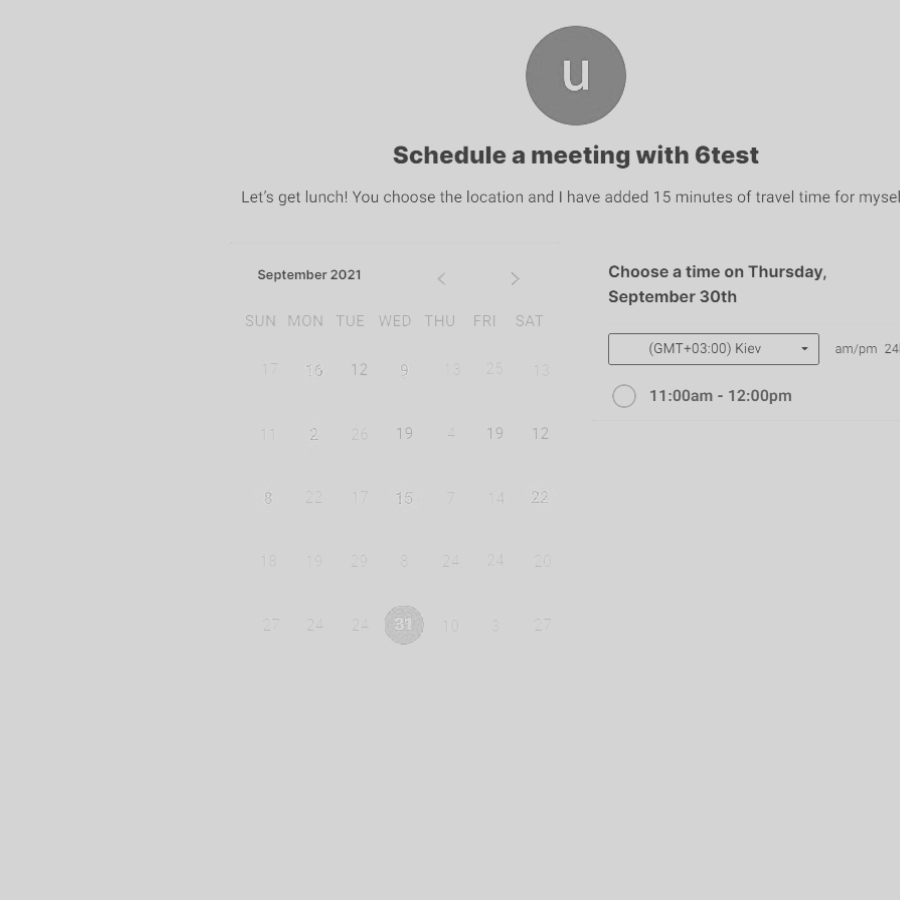 u
Schedule a meeting with 6test
Let's get lunch! You choose the location and I have added 15 minutes of travel time for
September 2021
SUN MON TUE WED THU FRI SAT
17 16 12 9 13 25 13
11 2 26 19 4 19 12
8 22 17 15 7 14 22
18 19 29 8 24 24 20
27 24 24 31 10 3 27
Choose a time on Thursday,
September 30th
(GMT+03:00) Kiev
am/pm
11:00am - 12:00pm